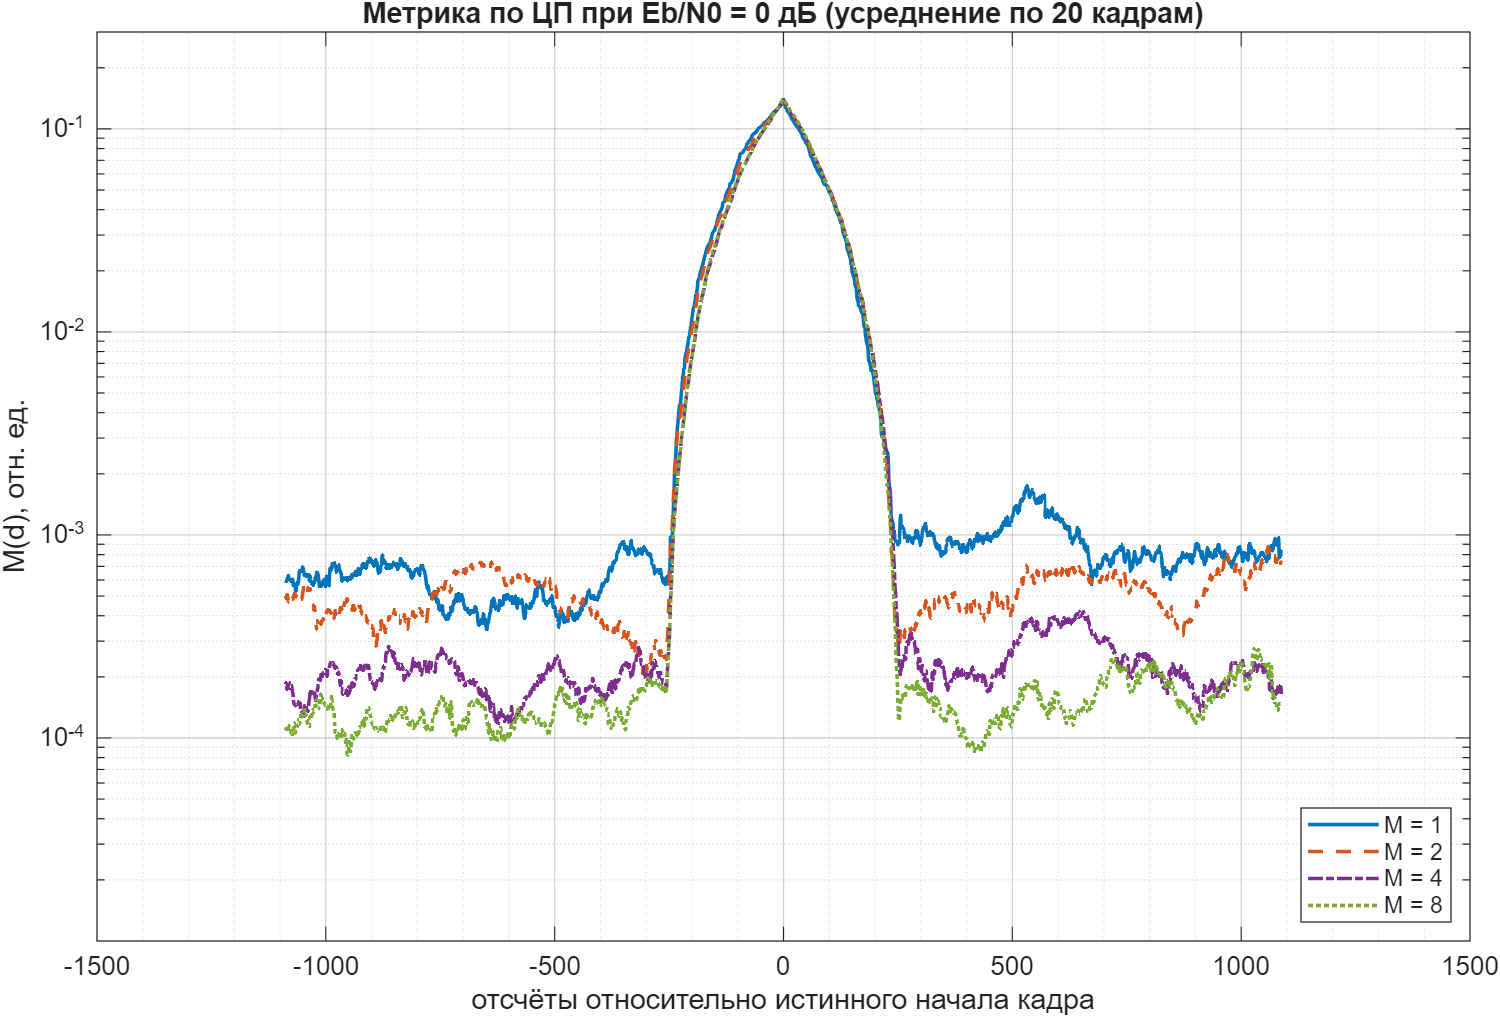 Метрика по ЦП при Eb/N0 = 0 дБ (усреднение по 20 кадрам)
M(d), отн. ед.
10-1
10-2
10-3
10-4
M = 1
M = 2
M = 4
M = 8
-1500 -1000 -500 0 500 1000 1500
отсчёты относительно истинного начала кадра